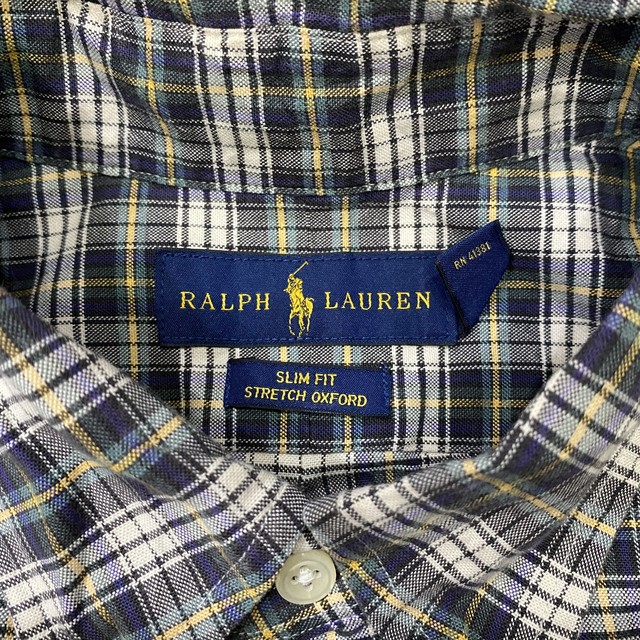 RALPH LAUREN
RN 41381
SLIM FIT
STRETCH OXFORD